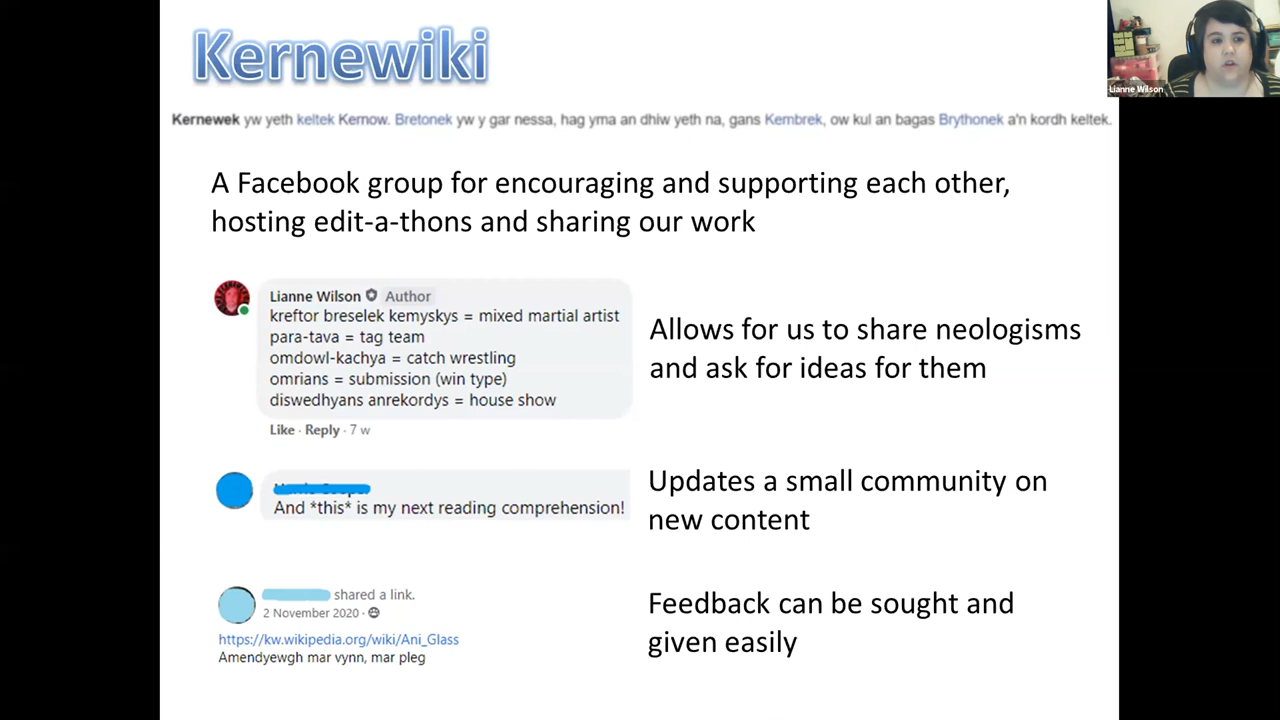 Kernewiki
Lianne Wilson
Kernewek yw yeth keltek Kernow. Bretonek yw y gar nessa, hag yma an dhiw yeth na, gans Kembrek, ow kul an bagas Brythonek a'n kordh keltek.
A Facebook group for encouraging and supporting each other,
hosting edit-a-thons and sharing our work
Lianne Wilson Author
kreftor breselek kemyskys = mixed martial artist
para-tava = tag team
omdowl-kachya = catch wrestling
omrians = submission (win type)
diswedhyans anrekordys = house show
Like · Reply · 7 w
Allows for us to share neologisms
and ask for ideas for them
And *this* is my next reading comprehension!
Updates a small community on
new content
shared a link.
2 November 2020 ·
https://kw.wikipedia.org/wiki/Ani_Glass
Amendyewgh mar vynn, mar pleg
Feedback can be sought and
given easily